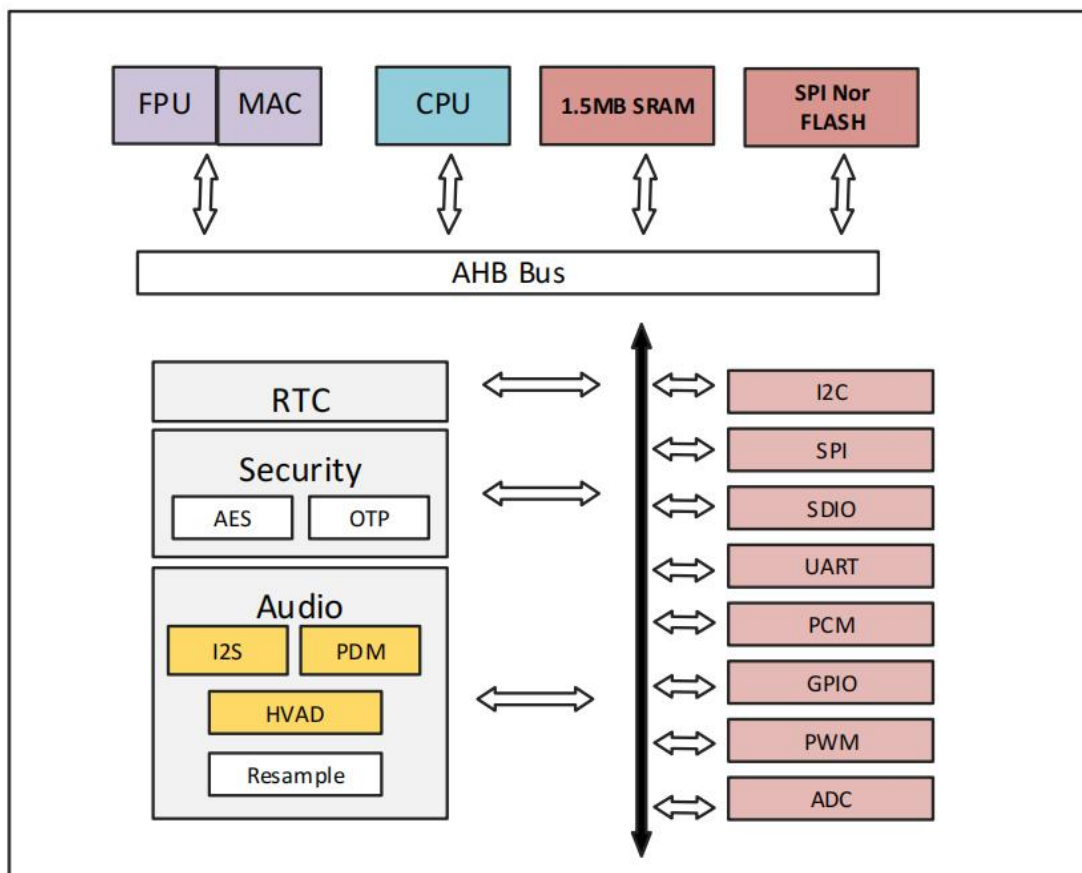 FPU
MAC
CPU
1.5MB SRAM
SPI Nor
FLASH
AHB Bus
RTC
Security
AES
OTP
Audio
I2S
PDM
HVAD
Resample
I2C
SPI
SDIO
UART
PCM
GPIO
PWM
ADC